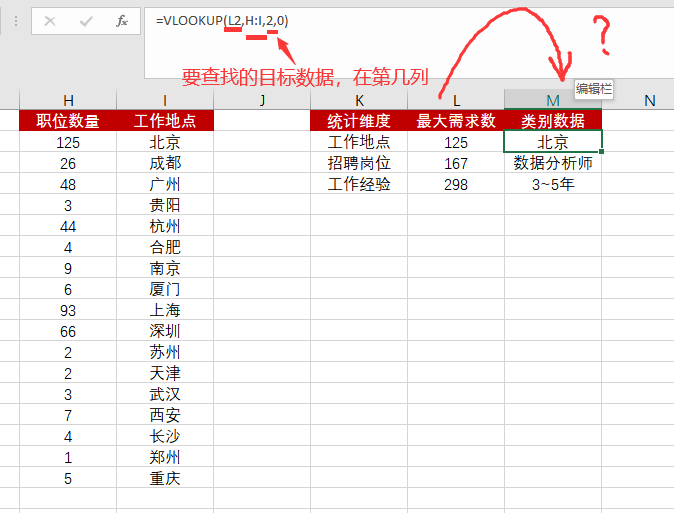 fx =VLOOKUP(L2,H:I,2,0)
?
要查找的目标数据，在第几列
编辑栏
H I J K L M N
职位数量 工作地点 统计维度 最大需求数 类别数据
125 北京 工作地点 125 北京
26 成都 招聘岗位 167 数据分析师
48 广州 工作经验 298 3~5年
3 贵阳
44 杭州
4 合肥
9 南京
6 厦门
93 上海
66 深圳
2 苏州
2 天津
3 武汉
7 西安
4 长沙
1 郑州
5 重庆